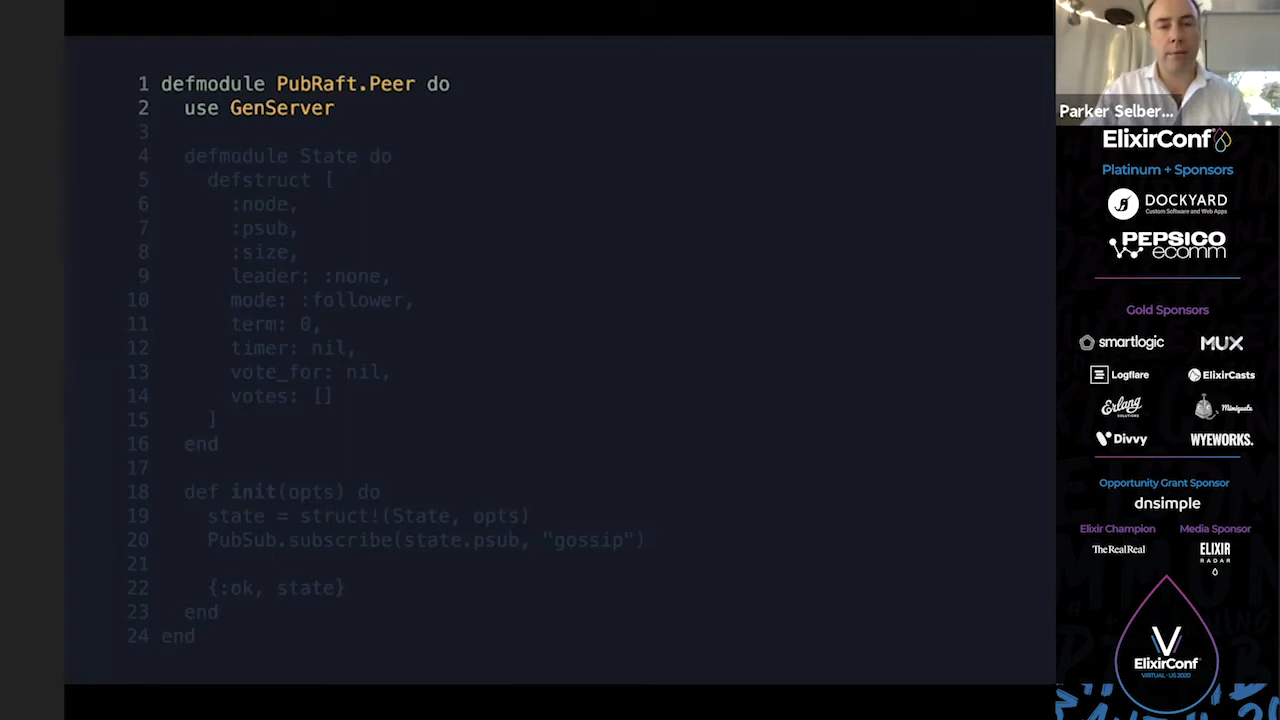 1 defmodule PubRaft.Peer do
2 use GenServer
3
4 defmodule State do
5 defstruct [
6 :node,
7 :psub,
8 :size,
9 leader: :none,
10 mode: :follower,
11 term: 0,
12 timer: nil,
13 vote_for: nil,
14 votes: []
15 ]
16 end
17
18 def init(opts) do
19 state = struct!(State, opts)
20 PubSub.subscribe(state.psub, "gossip")
21
22 {:ok, state}
23 end
24 end
Parker Selber...
ElixirConf
Platinum + Sponsors
DOCKYARD
Custom Software and Web Apps
PEPSICO
ecomm
Gold Sponsors
smartlogic
MUX
Logflare
ElixirCasts
Erlang
SOLUTIONS
Miniquets
Divvy
WYEWORKS.
Opportunity Grant Sponsor
dnsimple
Elixir Champion
Media Sponsor
The RealReal
ELIXIR
RADAR
V
ElixirConf
VIRTUAL · US 2020